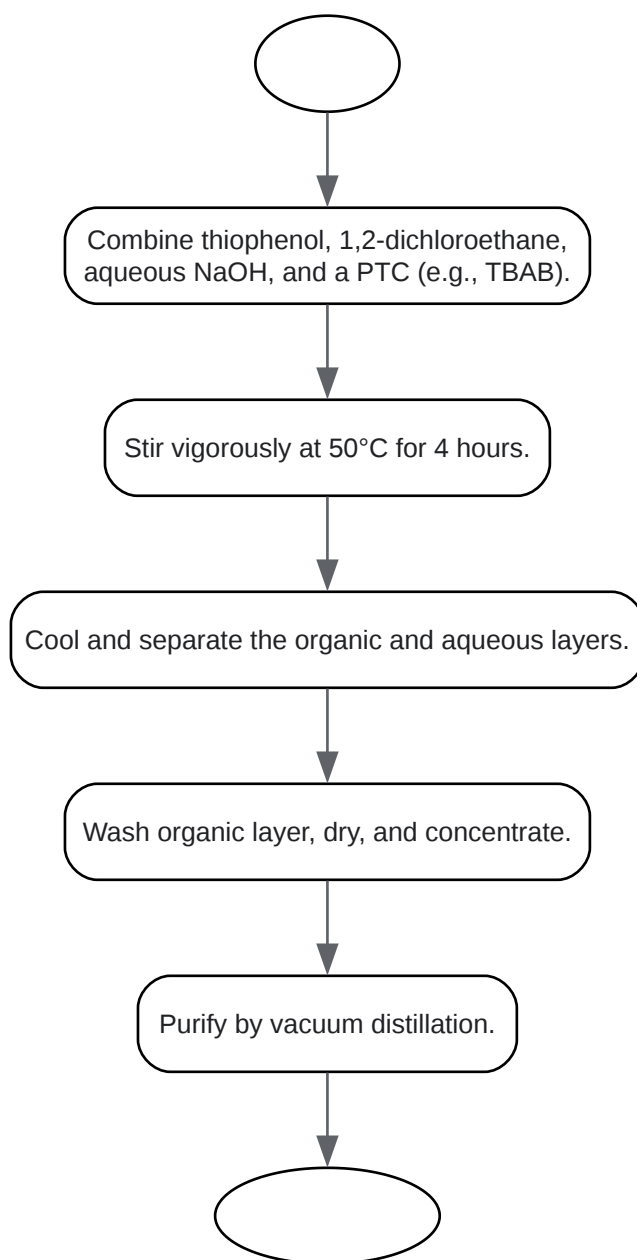 Combine thiophenol, 1,2-dichloroethane,
aqueous NaOH, and a PTC (e.g., TBAB).
Stir vigorously at 50°C for 4 hours.
Cool and separate the organic and aqueous layers.
Wash organic layer, dry, and concentrate.
Purify by vacuum distillation.